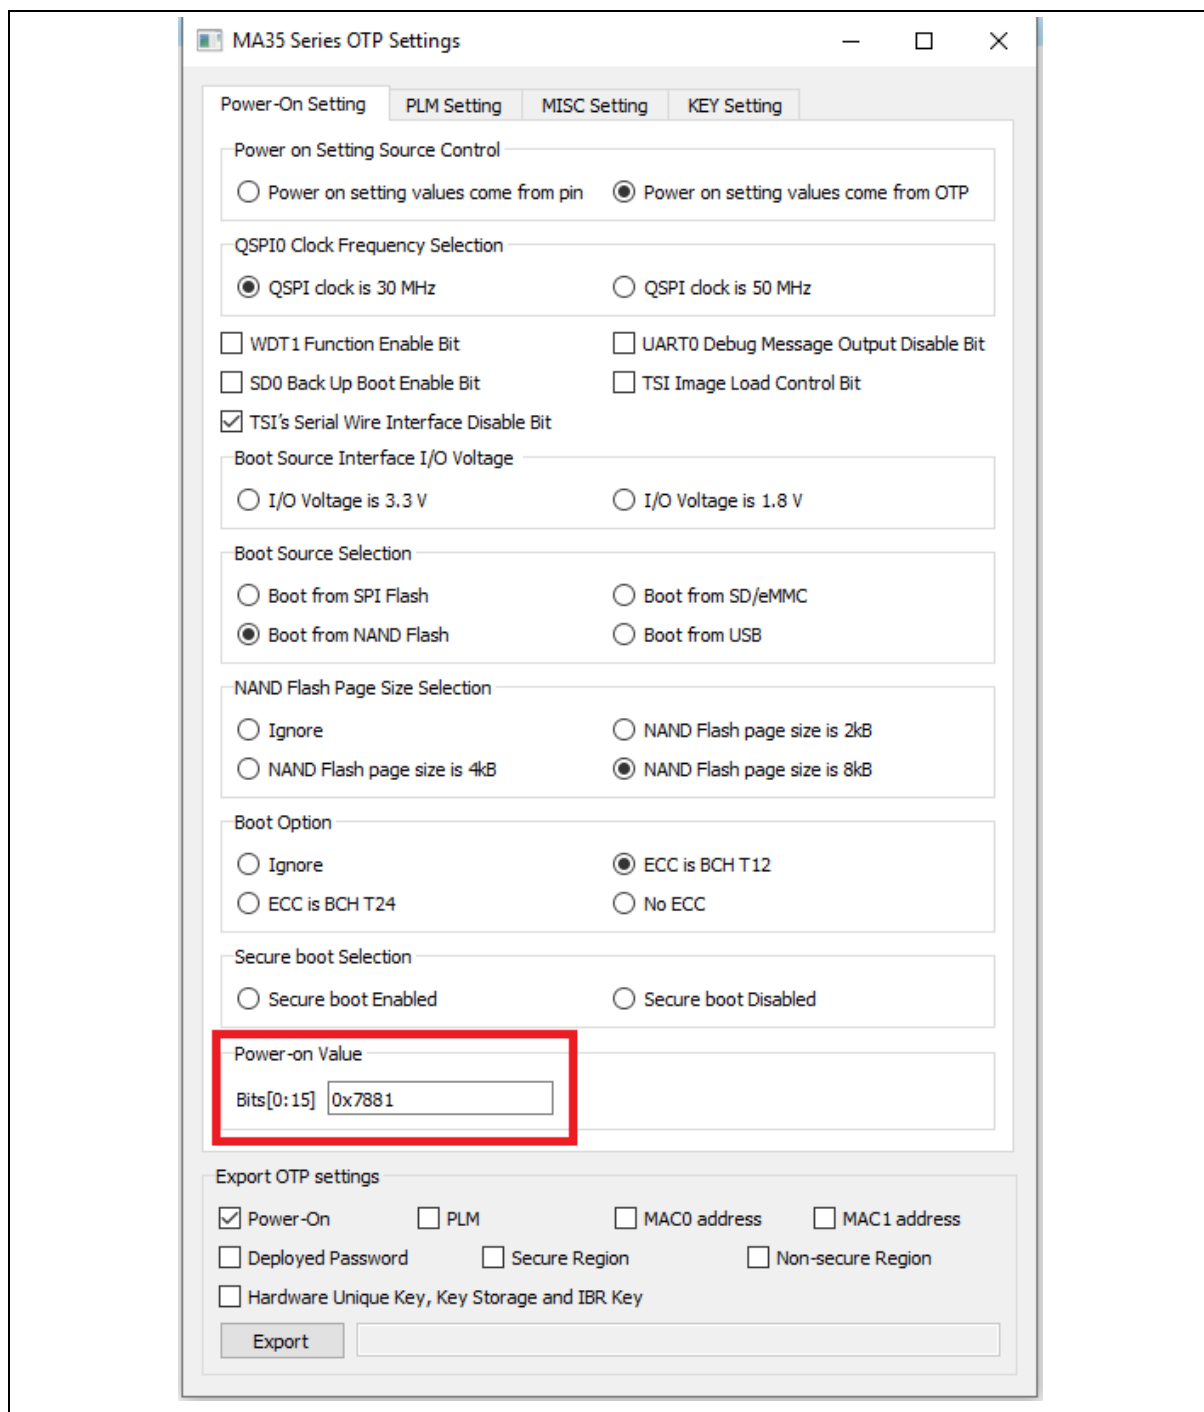 MA35 Series OTP Settings
Power-On Setting PLM Setting MISC Setting KEY Setting
Power on Setting Source Control
Power on setting values come from pin Power on setting values come from OTP
QSPI0 Clock Frequency Selection
QSPI clock is 30 MHz QSPI clock is 50 MHz
WDT1 Function Enable Bit UART0 Debug Message Output Disable Bit
SD0 Back Up Boot Enable Bit TSI Image Load Control Bit
TSI's Serial Wire Interface Disable Bit
Boot Source Interface I/O Voltage
I/O Voltage is 3.3 V I/O Voltage is 1.8 V
Boot Source Selection
Boot from SPI Flash Boot from SD/eMMC
Boot from NAND Flash Boot from USB
NAND Flash Page Size Selection
Ignore NAND Flash page size is 2kB
NAND Flash page size is 4kB NAND Flash page size is 8kB
Boot Option
Ignore ECC is BCH T12
ECC is BCH T24 No ECC
Secure boot Selection
Secure boot Enabled Secure boot Disabled
Power-on Value
Bits[0:15] 0x7881
Export OTP settings
Power-On PLM MAC0 address MAC1 address
Deployed Password Secure Region Non-secure Region
Hardware Unique Key, Key Storage and IBR Key
Export